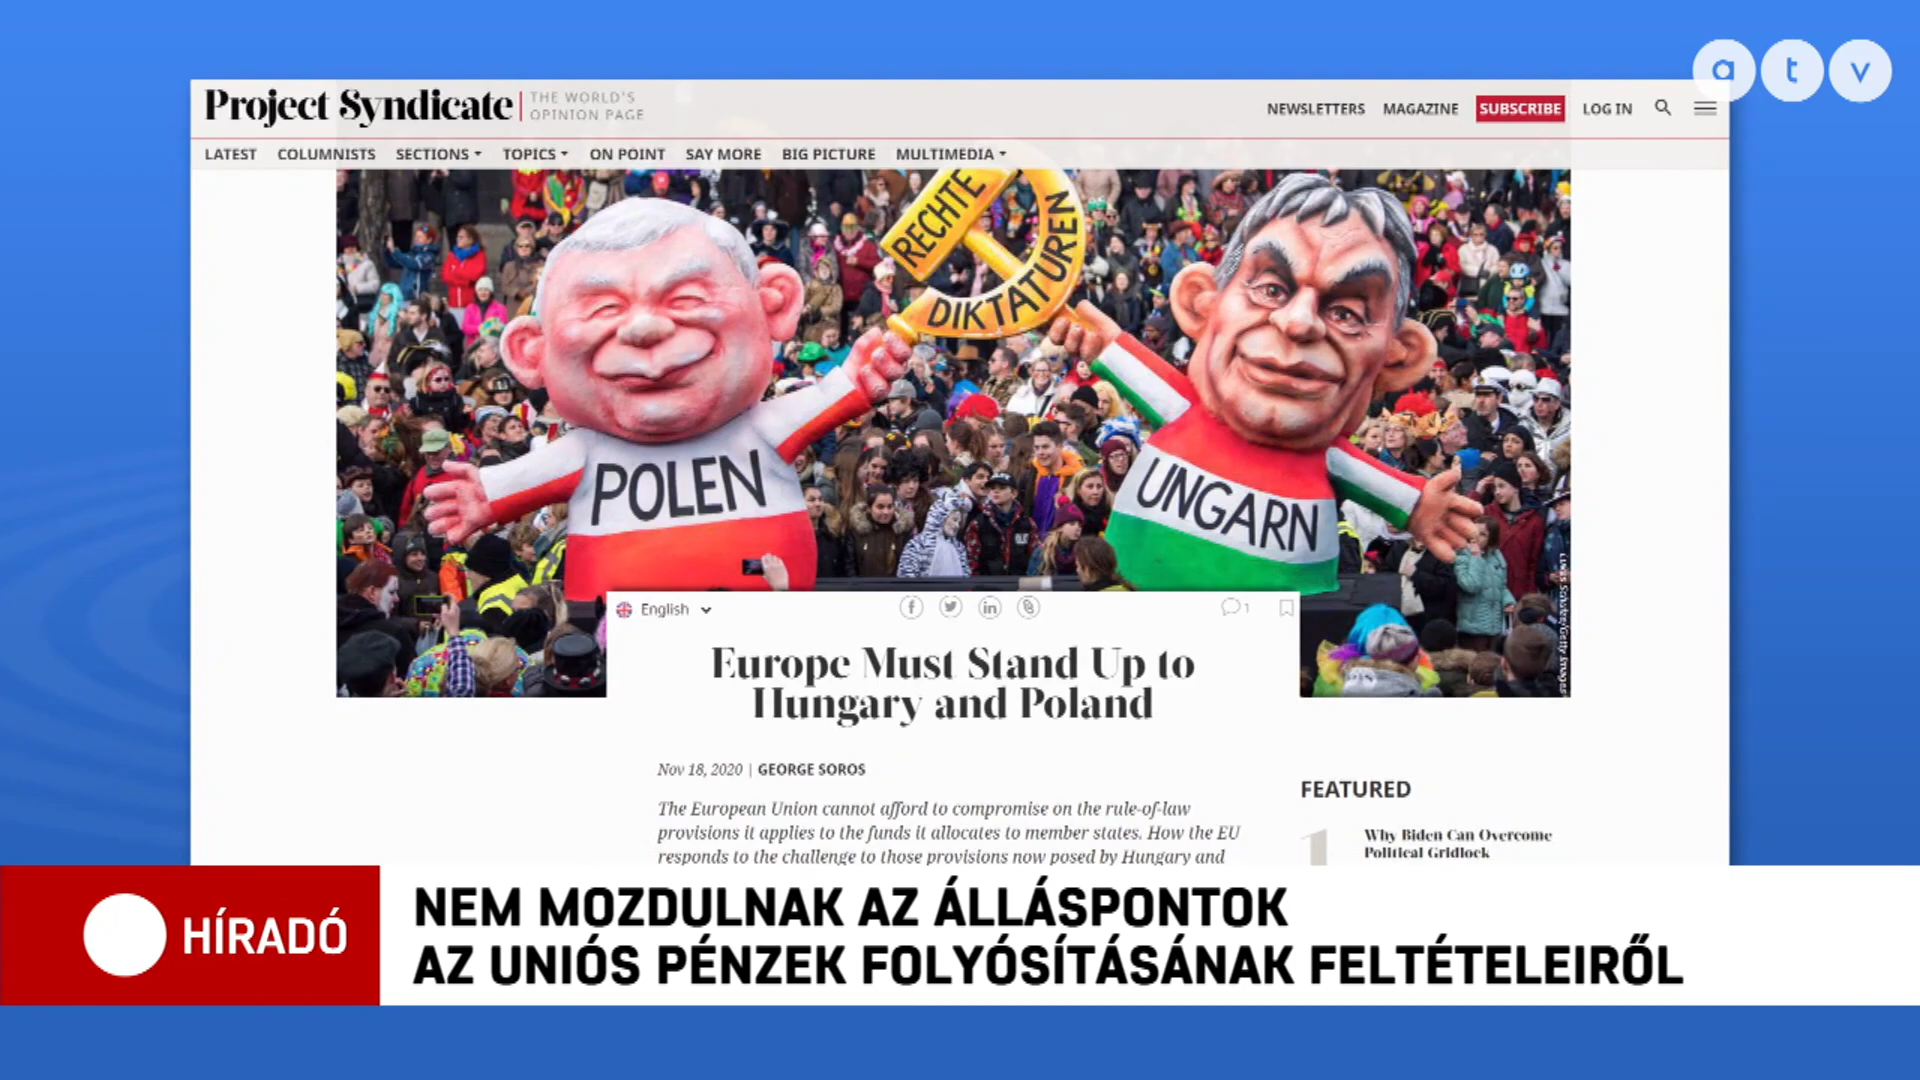 a t v
Project Syndicate
THE WORLD'S
OPINION PAGE
NEWSLETTERS MAGAZINE SUBSCRIBE LOG IN
LATEST COLUMNISTS SECTIONS TOPICS ON POINT SAY MORE BIG PICTURE MULTIMEDIA
RECHTE
DIKTATUREN
POLEN
UNGARN
English
1
Europe Must Stand Up to
Hungary and Poland
Nov 18, 2020 | GEORGE SOROS
The European Union cannot afford to compromise on the rule-of-law
provisions it applies to the funds it allocates to member states. How the EU
responds to the challenge to those provisions now posed by Hungary and
FEATURED
1
Why Biden Can Overcome
Political Gridlock
HÍRADÓ
NEM MOZDULNAK AZ ÁLLÁSPONTOK
AZ UNIÓS PÉNZEK FOLYÓSÍTÁSÁNAK FELTÉTELEIRŐL